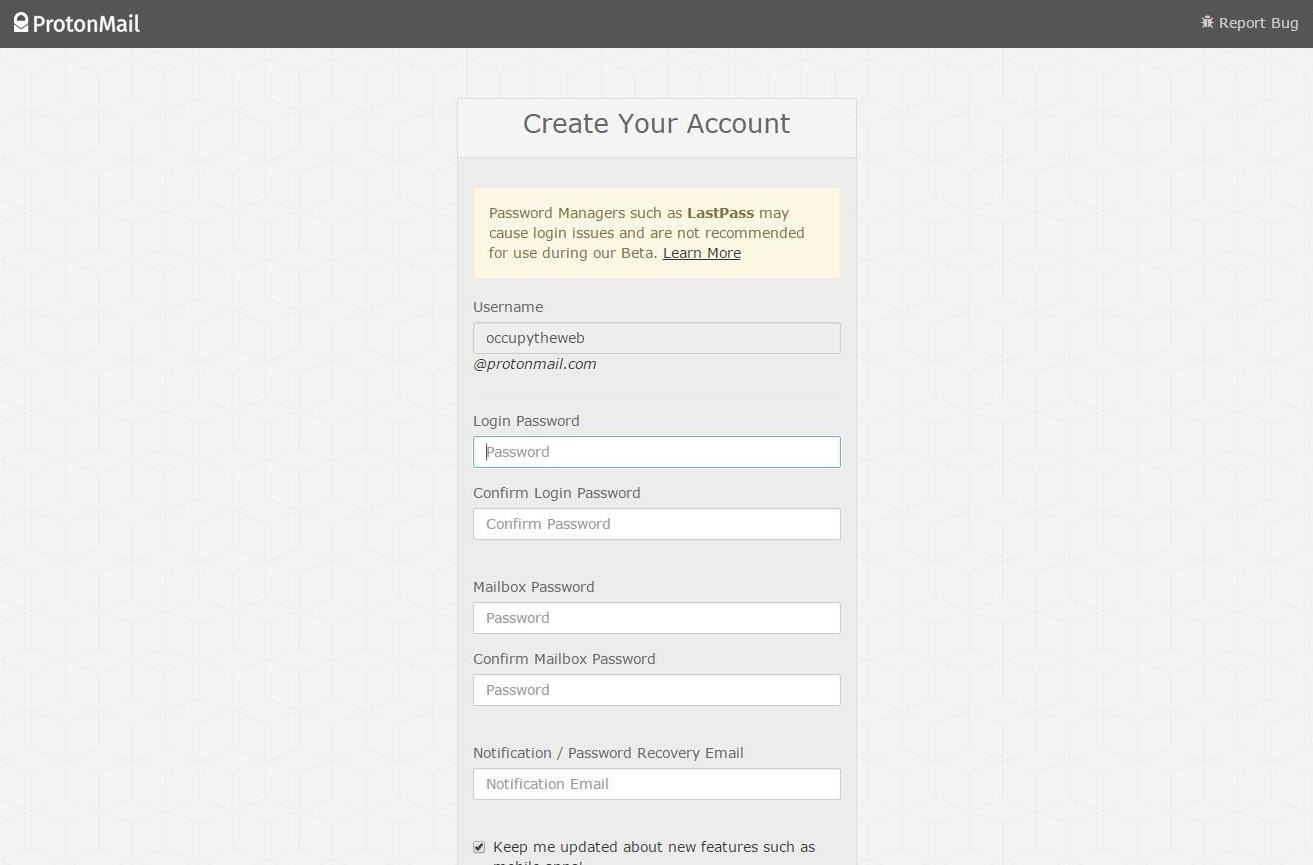 ProtonMail
Report Bug
Create Your Account
Password Managers such as LastPass may
cause login issues and are not recommended
for use during our Beta. Learn More
Username
occupytheweb
@protonmail.com
Login Password
Password
Confirm Login Password
Confirm Password
Mailbox Password
Password
Confirm Mailbox Password
Password
Notification / Password Recovery Email
Notification Email
Keep me updated about new features such as
mobile apps!